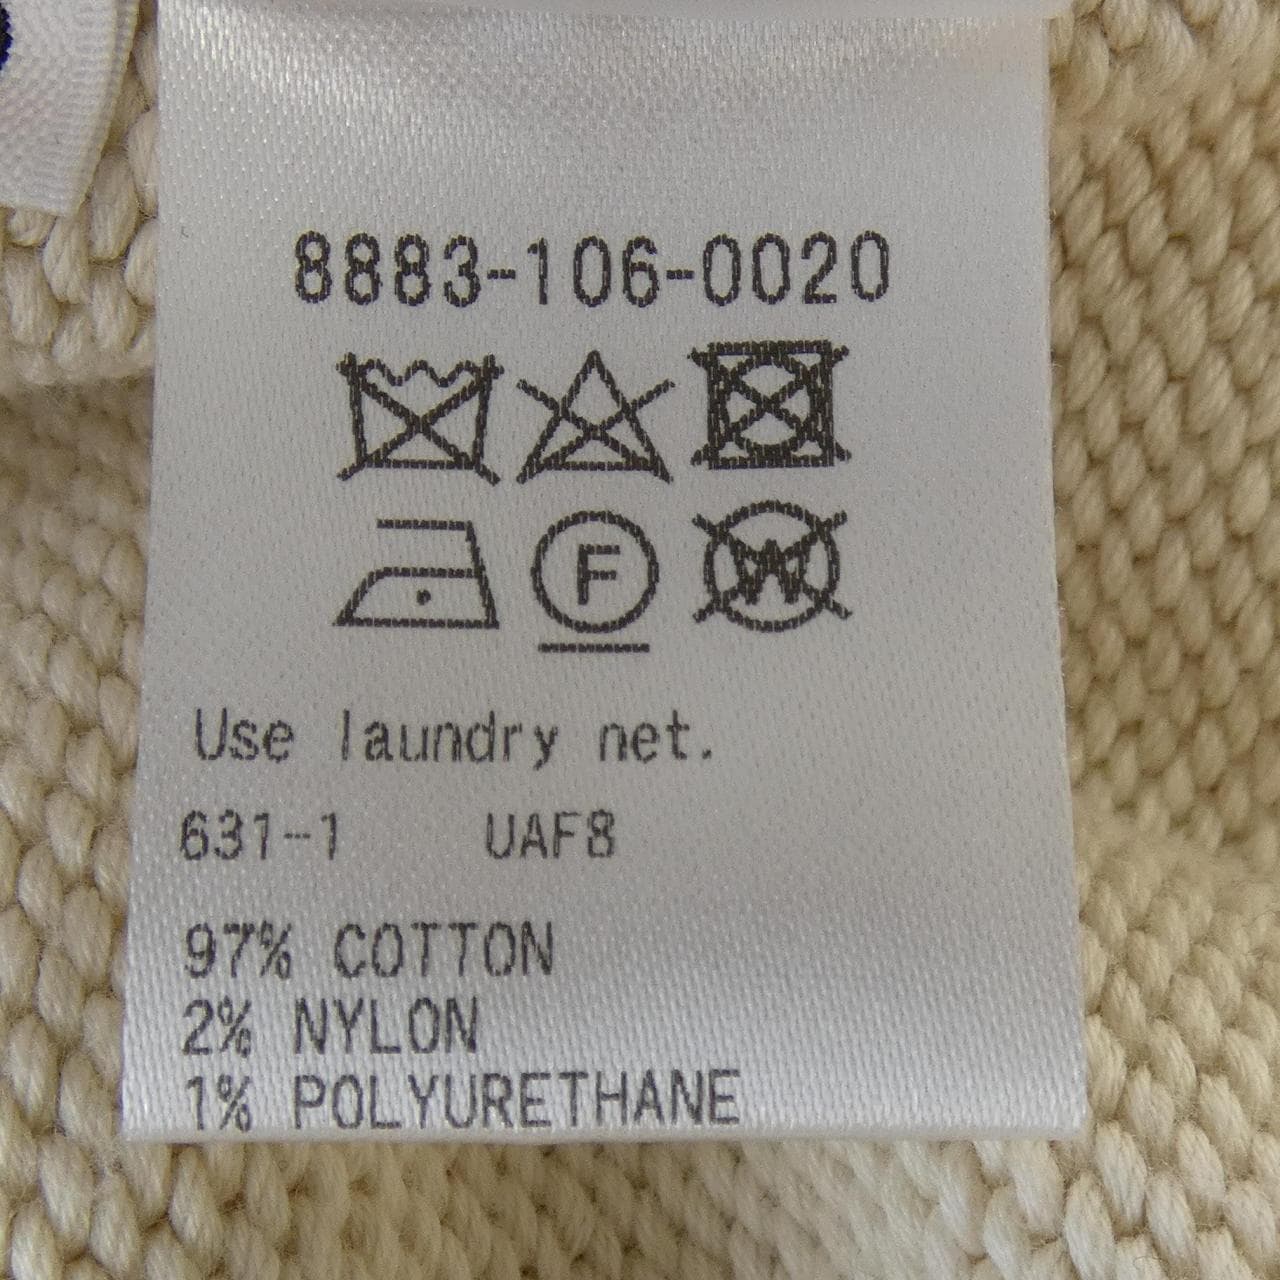 8883-106-0020
F
W
Use laundry net.
631-1 UAF8
97% COTTON
2% NYLON
1% POLYURETHANE